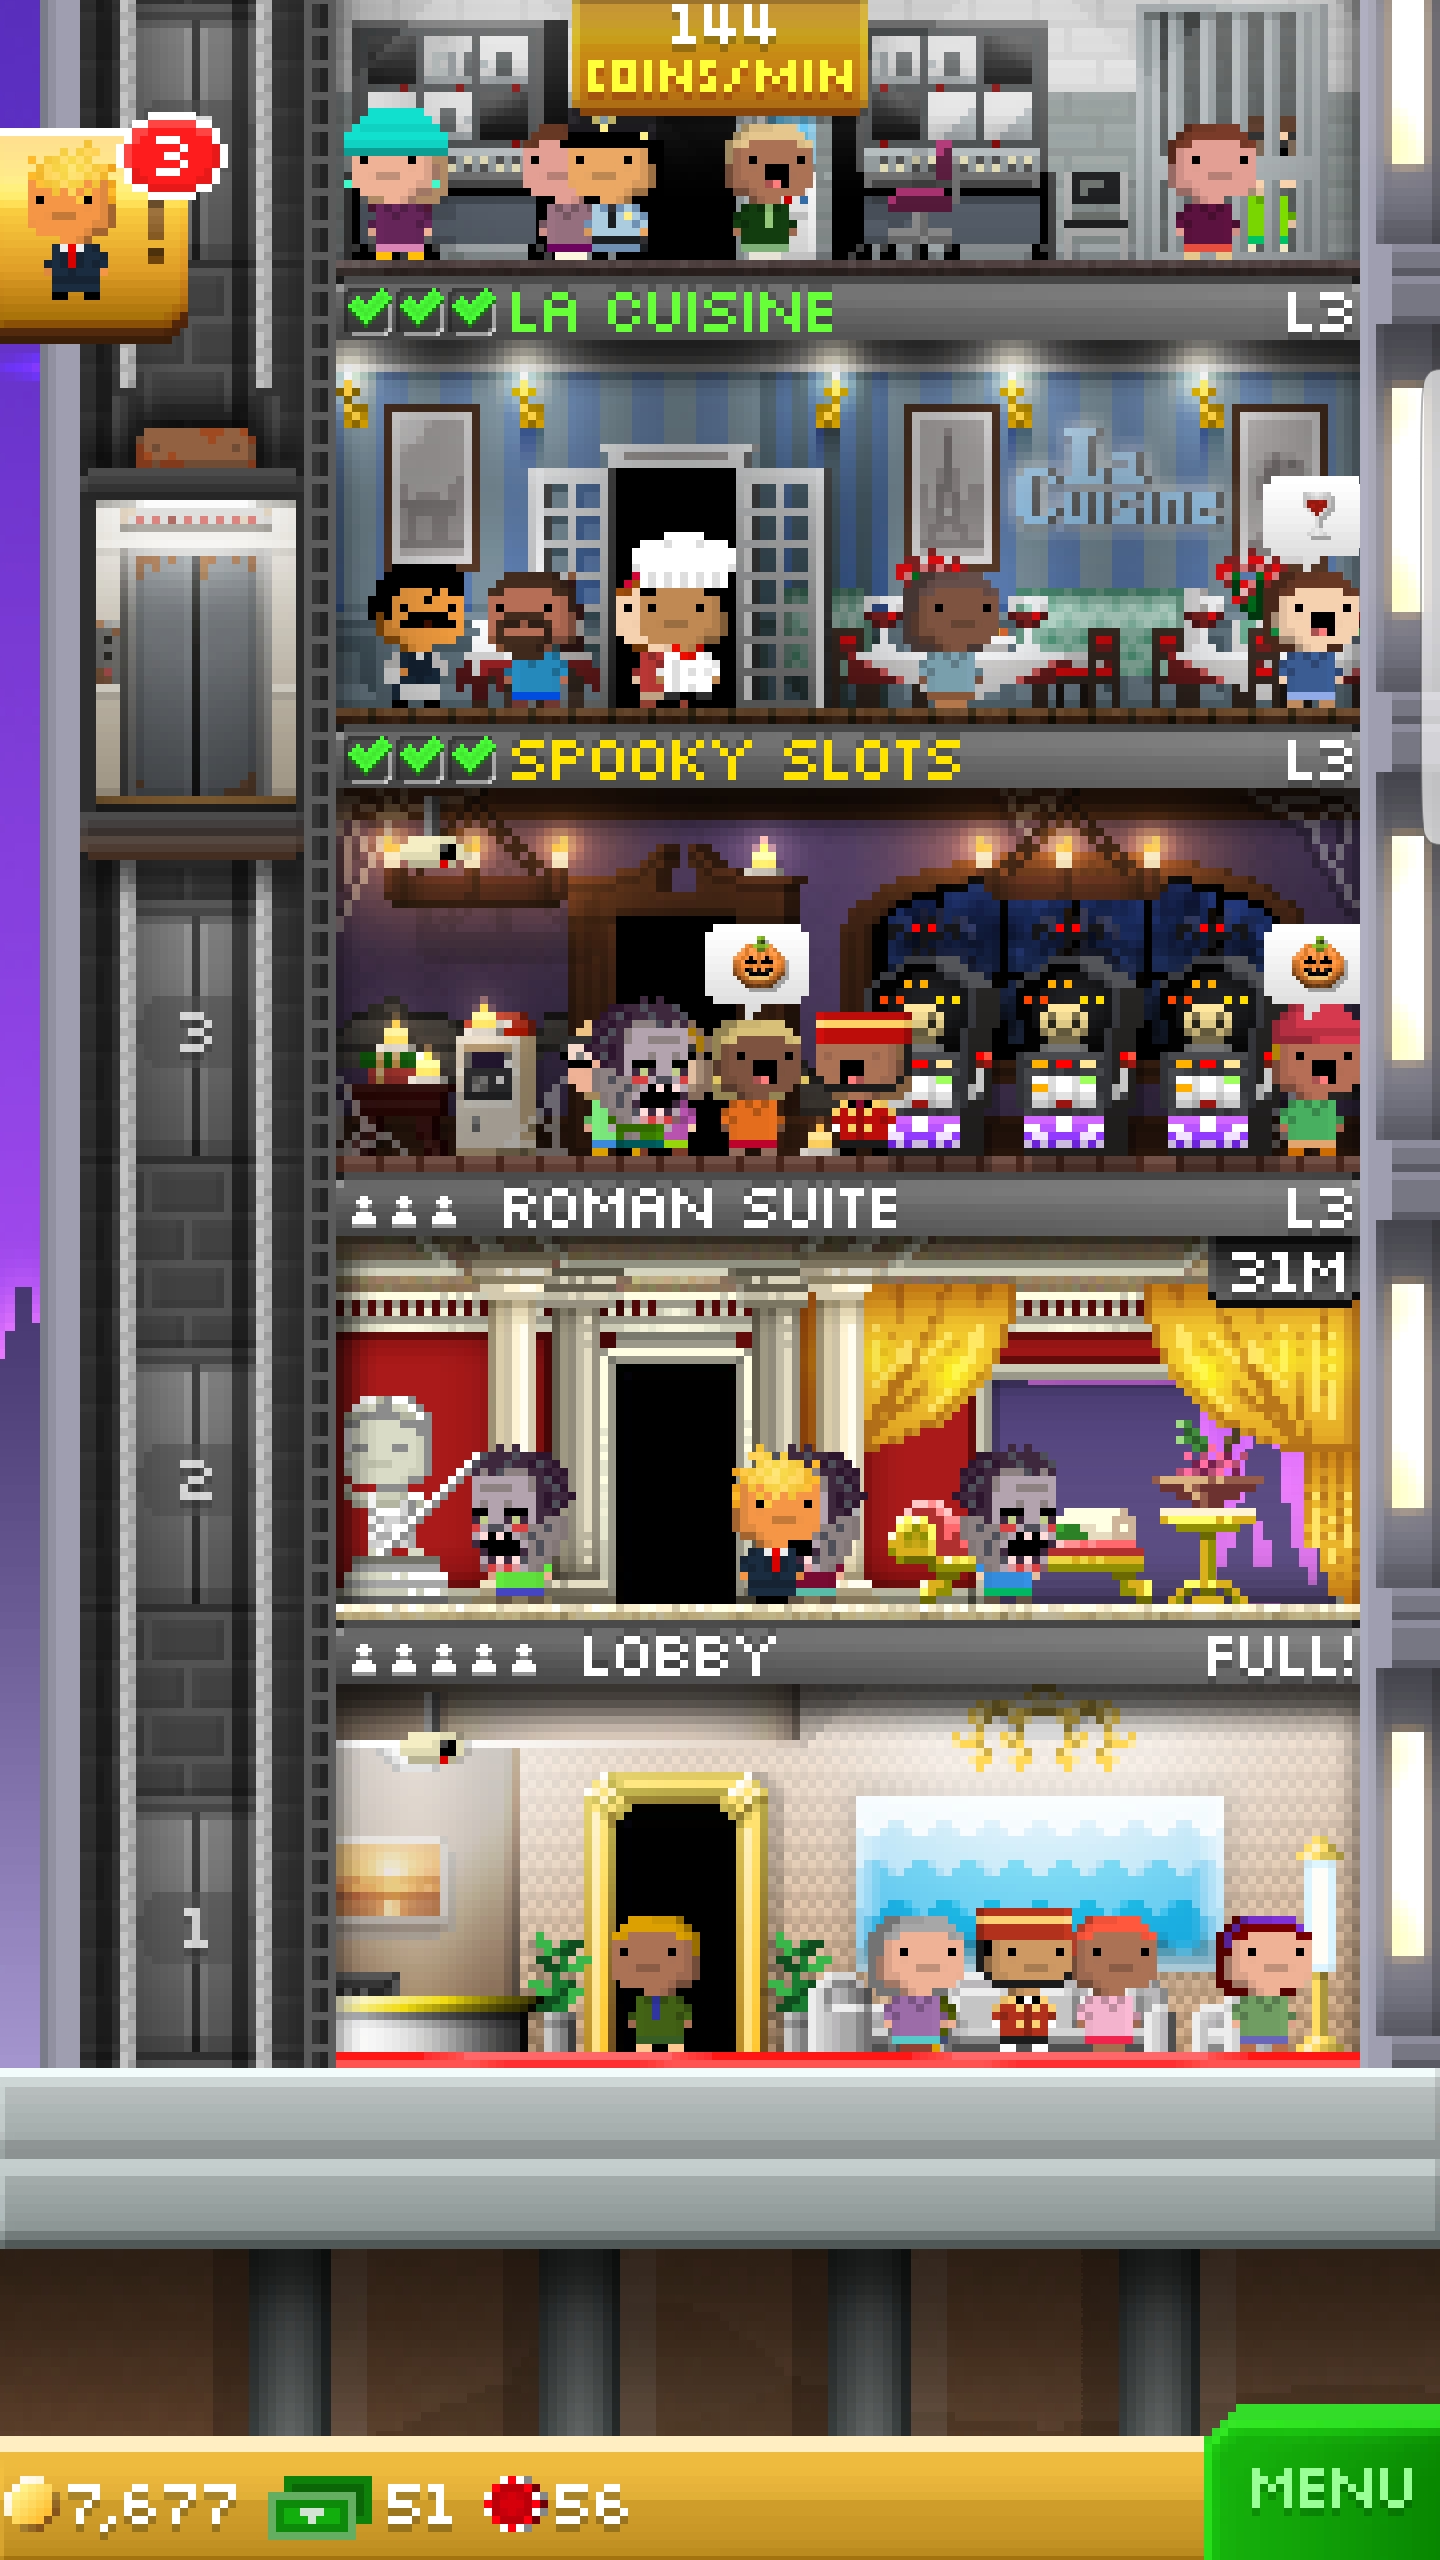 144
COINS/MIN
3
!
LA CUISINE L3
La
Cuisine
SPOOKY SLOTS L3
3
ROMAN SUITE L3
31M
2
LOBBY FULL!
1
7,677 51 56
MENU